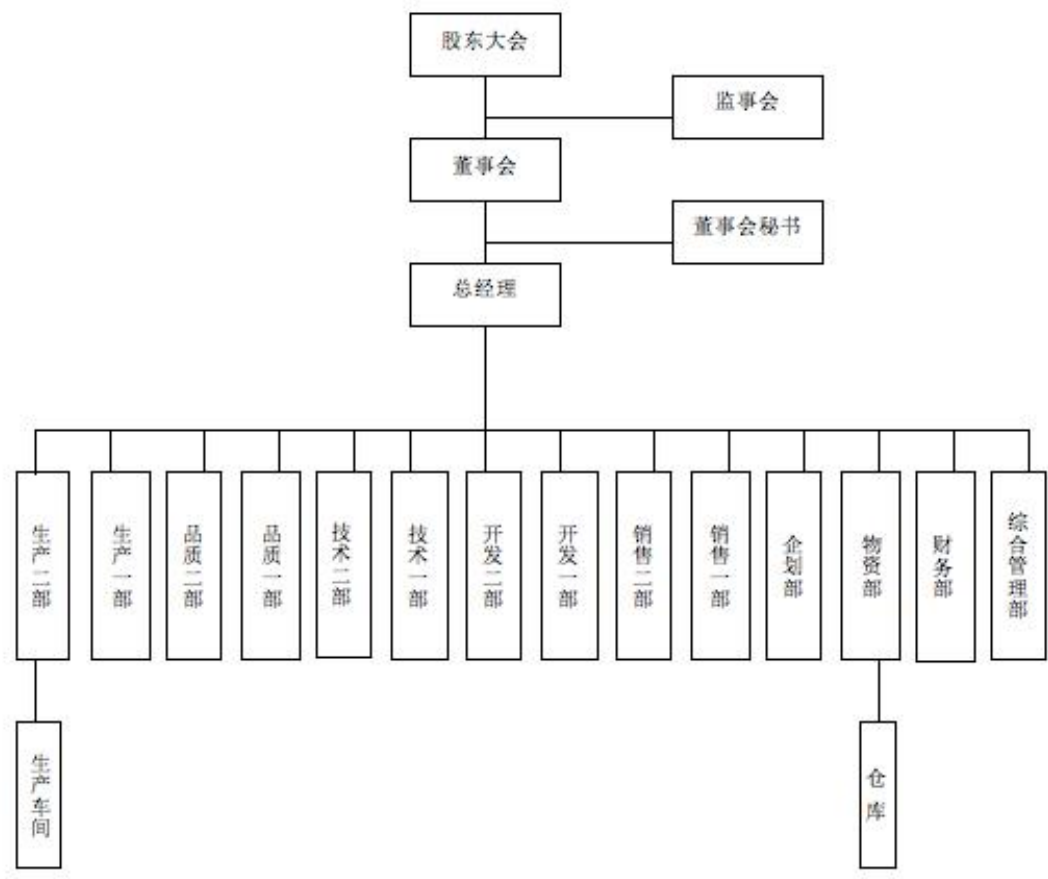 股东大会
监事会
董事会
董事会秘书
总经理
生产二部
生产一部
品质二部
品质一部
技术二部
技术一部
开发二部
开发一部
销售二部
销售一部
企划部
物资部
财务部
综合管理部
生产车间
仓库